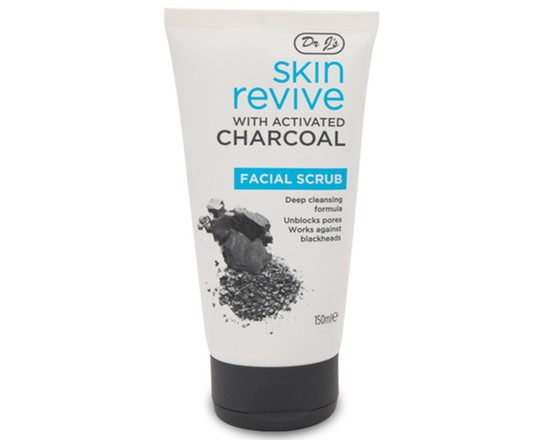 Dr J's
SKIN
revive
WITH ACTIVATED
CHARCOAL
FACIAL SCRUB
Deep cleansing
formula
Unblocks pores
Works against
blackheads
150ml℮